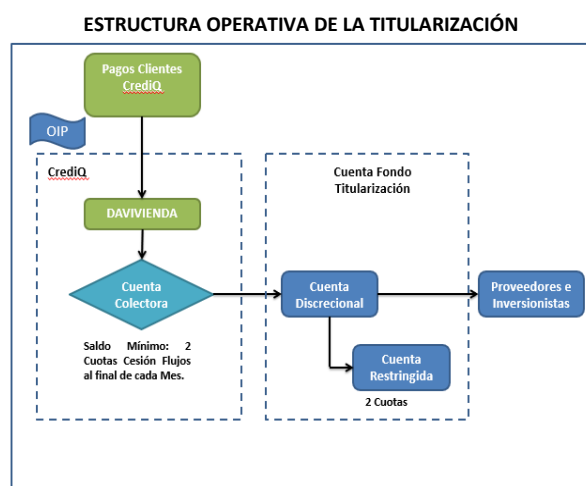 ESTRUCTURA OPERATIVA DE LA TITULARIZACIÓN
Pagos Clientes
CrediQ
OIP
CrediQ
Cuenta Fondo
Titularización
DAVIVIENDA
Cuenta
Colectora
Cuenta
Discrecional
Proveedores e
Inversionistas
Saldo Mínimo: 2
Cuotas Cesión Flujos
al final de cada Mes.
Cuenta
Restringida
2 Cuotas